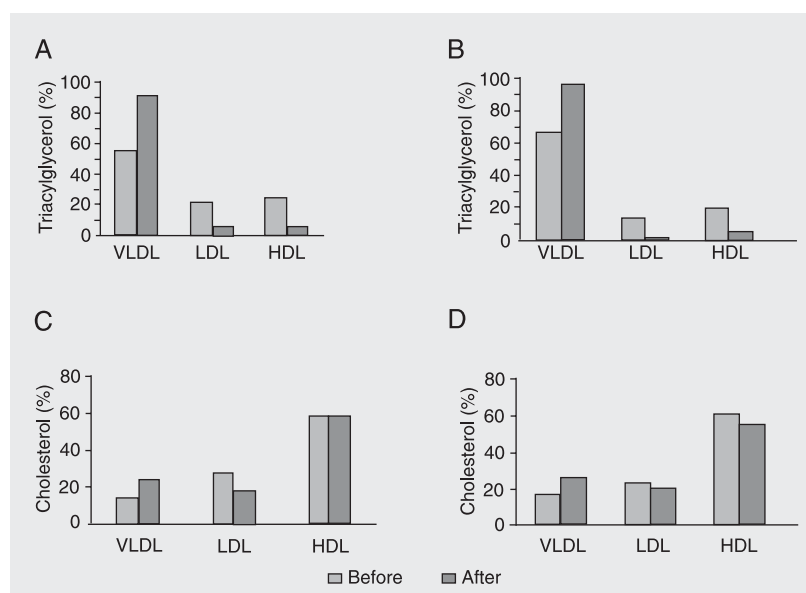 A
Triacylglycerol (%)
100
80
60
40
20
0
VLDL LDL HDL
B
Triacylglycerol (%)
100
80
60
40
20
0
VLDL LDL HDL
C
Cholesterol (%)
80
60
40
20
0
VLDL LDL HDL
D
Cholesterol (%)
80
60
40
20
0
VLDL LDL HDL
Before After